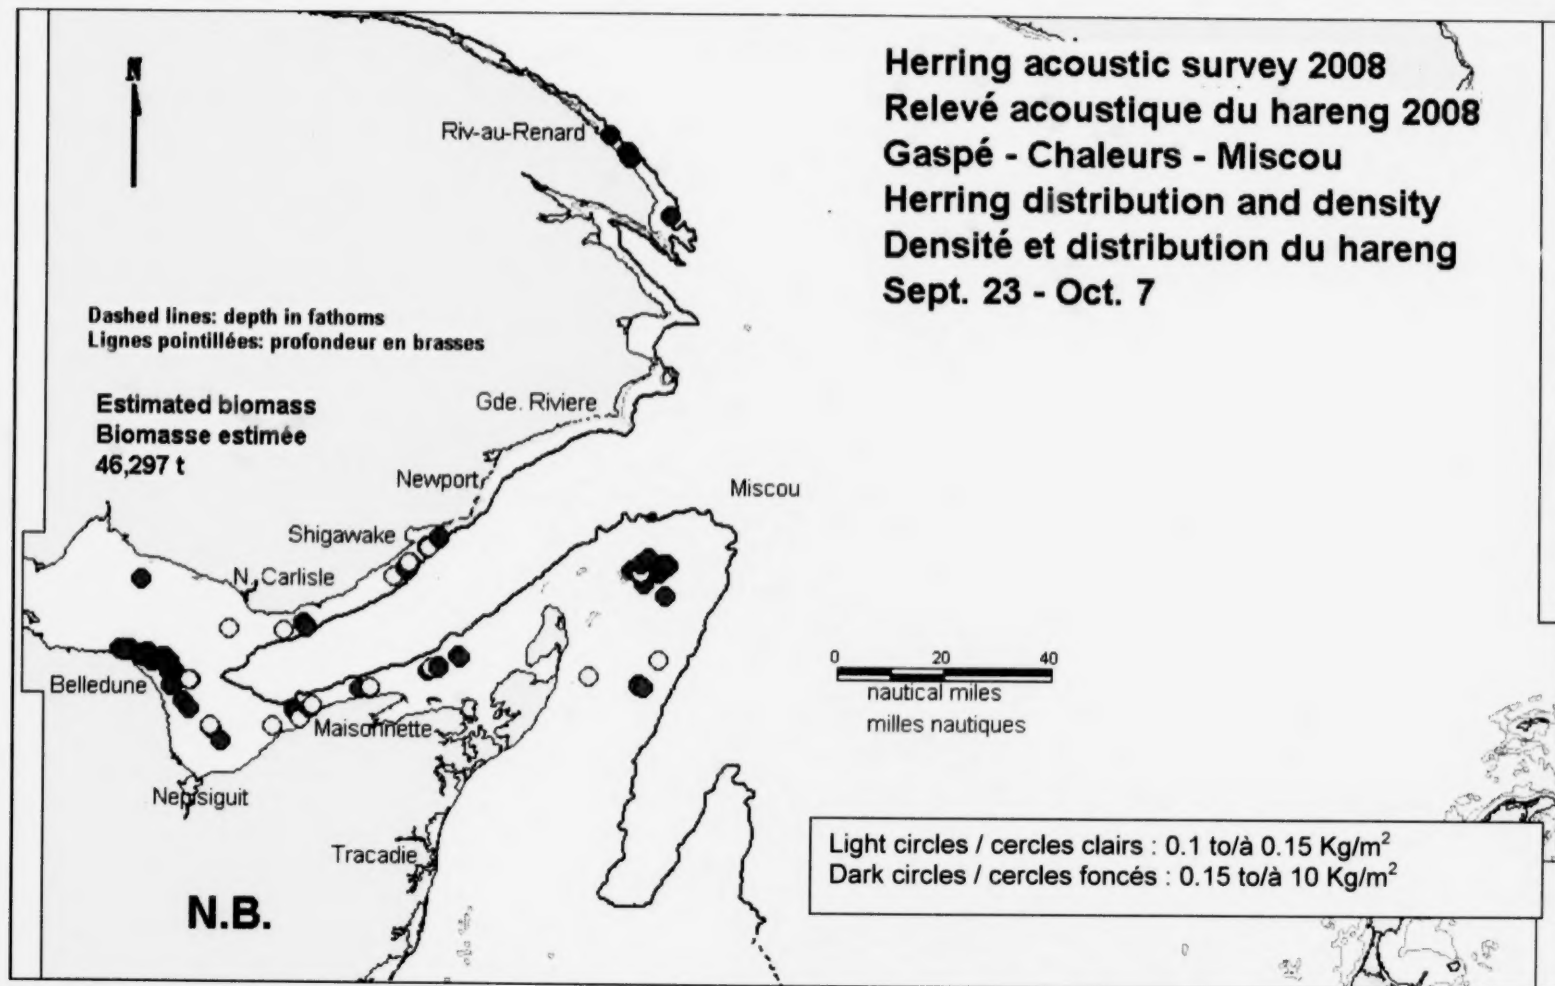 Herring acoustic survey 2008
Relevé acoustique du hareng 2008
Gaspé - Chaleurs - Miscou
Herring distribution and density
Densité et distribution du hareng
Sept. 23 - Oct. 7
N
Riv-au-Renard
Dashed lines: depth in fathoms
Lignes pointillées: profondeur en brasses
Estimated biomass
Biomasse estimée
46,297 t
Gde. Riviere
Newport
Miscou
Shigawake
N. Carlisle
Belledune
Maisonnette
Nepisiguit
Tracadie
N.B.
0 20 40
nautical miles
milles nautiques
Light circles / cercles clairs : 0.1 to/à 0.15 Kg/m²
Dark circles / cercles foncés : 0.15 to/à 10 Kg/m²